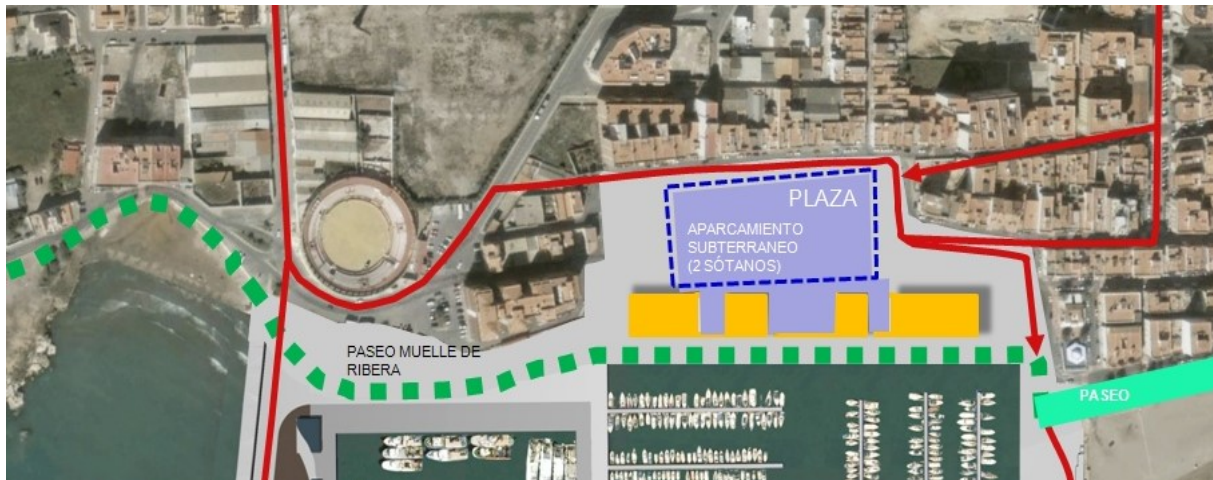 PLAZA
APARCAMIENTO
SUBTERRANEO
(2 SÓTANOS)
PASEO MUELLE DE
RIBERA
PASEO